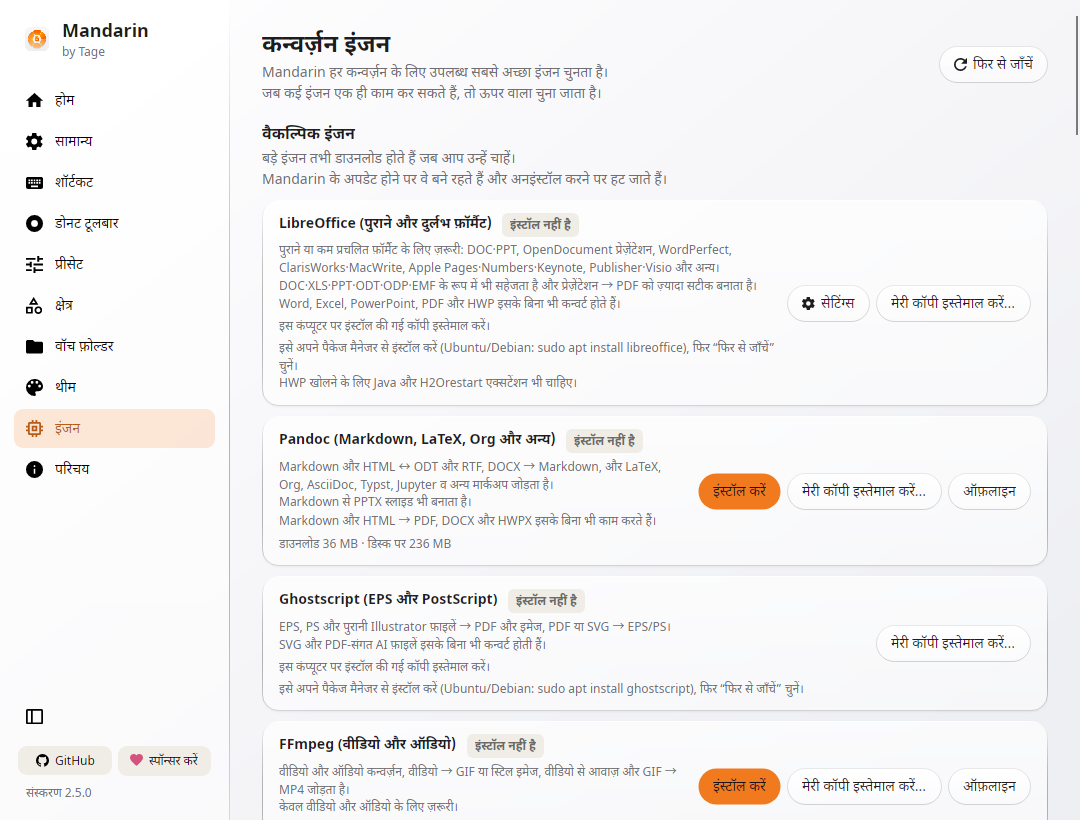 Mandarin
by Tage
होम
सामान्य
शॉर्टकट
डोनट टूलबार
प्रीसेट
क्षेत्र
वॉच फ़ोल्डर
थीम
इंजन
परिचय
GitHub
स्पॉन्सर करें
संस्करण 2.5.0
कन्वर्ज़न इंजन
Mandarin हर कन्वर्ज़न के लिए उपलब्ध सबसे अच्छा इंजन चुनता है।
जब कई इंजन एक ही काम कर सकते हैं, तो ऊपर वाला चुना जाता है।
फिर से जाँचें
वैकल्पिक इंजन
बड़े इंजन तभी डाउनलोड होते हैं जब आप उन्हें चाहें।
Mandarin के अपडेट होने पर वे बने रहते हैं और अनइंस्टॉल करने पर हट जाते हैं।
LibreOffice (पुराने और दुर्लभ फ़ॉर्मैट) इंस्टॉल नहीं है
पुराने या कम प्रचलित फ़ॉर्मैट के लिए ज़रूरी: DOC·PPT, OpenDocument प्रेज़ेंटेशन, WordPerfect,
ClarisWorks·MacWrite, Apple Pages·Numbers·Keynote, Publisher·Visio और अन्य।
DOC·XLS·PPT·ODT·ODP·EMF के रूप में भी सहेजता है और प्रेज़ेंटेशन → PDF को ज़्यादा सटीक बनाता है।
Word, Excel, PowerPoint, PDF और HWP इसके बिना भी कन्वर्ट होते हैं।
इस कंप्यूटर पर इंस्टॉल की गई कॉपी इस्तेमाल करें।
इसे अपने पैकेज मैनेजर से इंस्टॉल करें (Ubuntu/Debian: sudo apt install libreoffice), फिर “फिर से जाँचें”
चुनें।
HWP खोलने के लिए Java और H2Orestart एक्सटेंशन भी चाहिए।
सेटिंग्स
मेरी कॉपी इस्तेमाल करें...
Pandoc (Markdown, LaTeX, Org और अन्य) इंस्टॉल नहीं है
Markdown और HTML ↔ ODT और RTF, DOCX → Markdown, और LaTeX,
Org, AsciiDoc, Typst, Jupyter व अन्य मार्कअप जोड़ता है।
Markdown से PPTX स्लाइड भी बनाता है।
Markdown और HTML → PDF, DOCX और HWPX इसके बिना भी काम करते हैं।
डाउनलोड 36 MB · डिस्क पर 236 MB
इंस्टॉल करें
मेरी कॉपी इस्तेमाल करें...
ऑफ़लाइन
Ghostscript (EPS और PostScript) इंस्टॉल नहीं है
EPS, PS और पुरानी Illustrator फ़ाइलें → PDF और इमेज, PDF या SVG → EPS/PS।
SVG और PDF-संगत AI फ़ाइलें इसके बिना भी कन्वर्ट होती हैं।
इस कंप्यूटर पर इंस्टॉल की गई कॉपी इस्तेमाल करें।
इसे अपने पैकेज मैनेजर से इंस्टॉल करें (Ubuntu/Debian: sudo apt install ghostscript), फिर “फिर से जाँचें” चुनें।
मेरी कॉपी इस्तेमाल करें...
FFmpeg (वीडियो और ऑडियो) इंस्टॉल नहीं है
वीडियो और ऑडियो कन्वर्ज़न, वीडियो → GIF या स्टिल इमेज, वीडियो से आवाज़ और GIF →
MP4 जोड़ता है।
केवल वीडियो और ऑडियो के लिए ज़रूरी।
इंस्टॉल करें
मेरी कॉपी इस्तेमाल करें...
ऑफ़लाइन